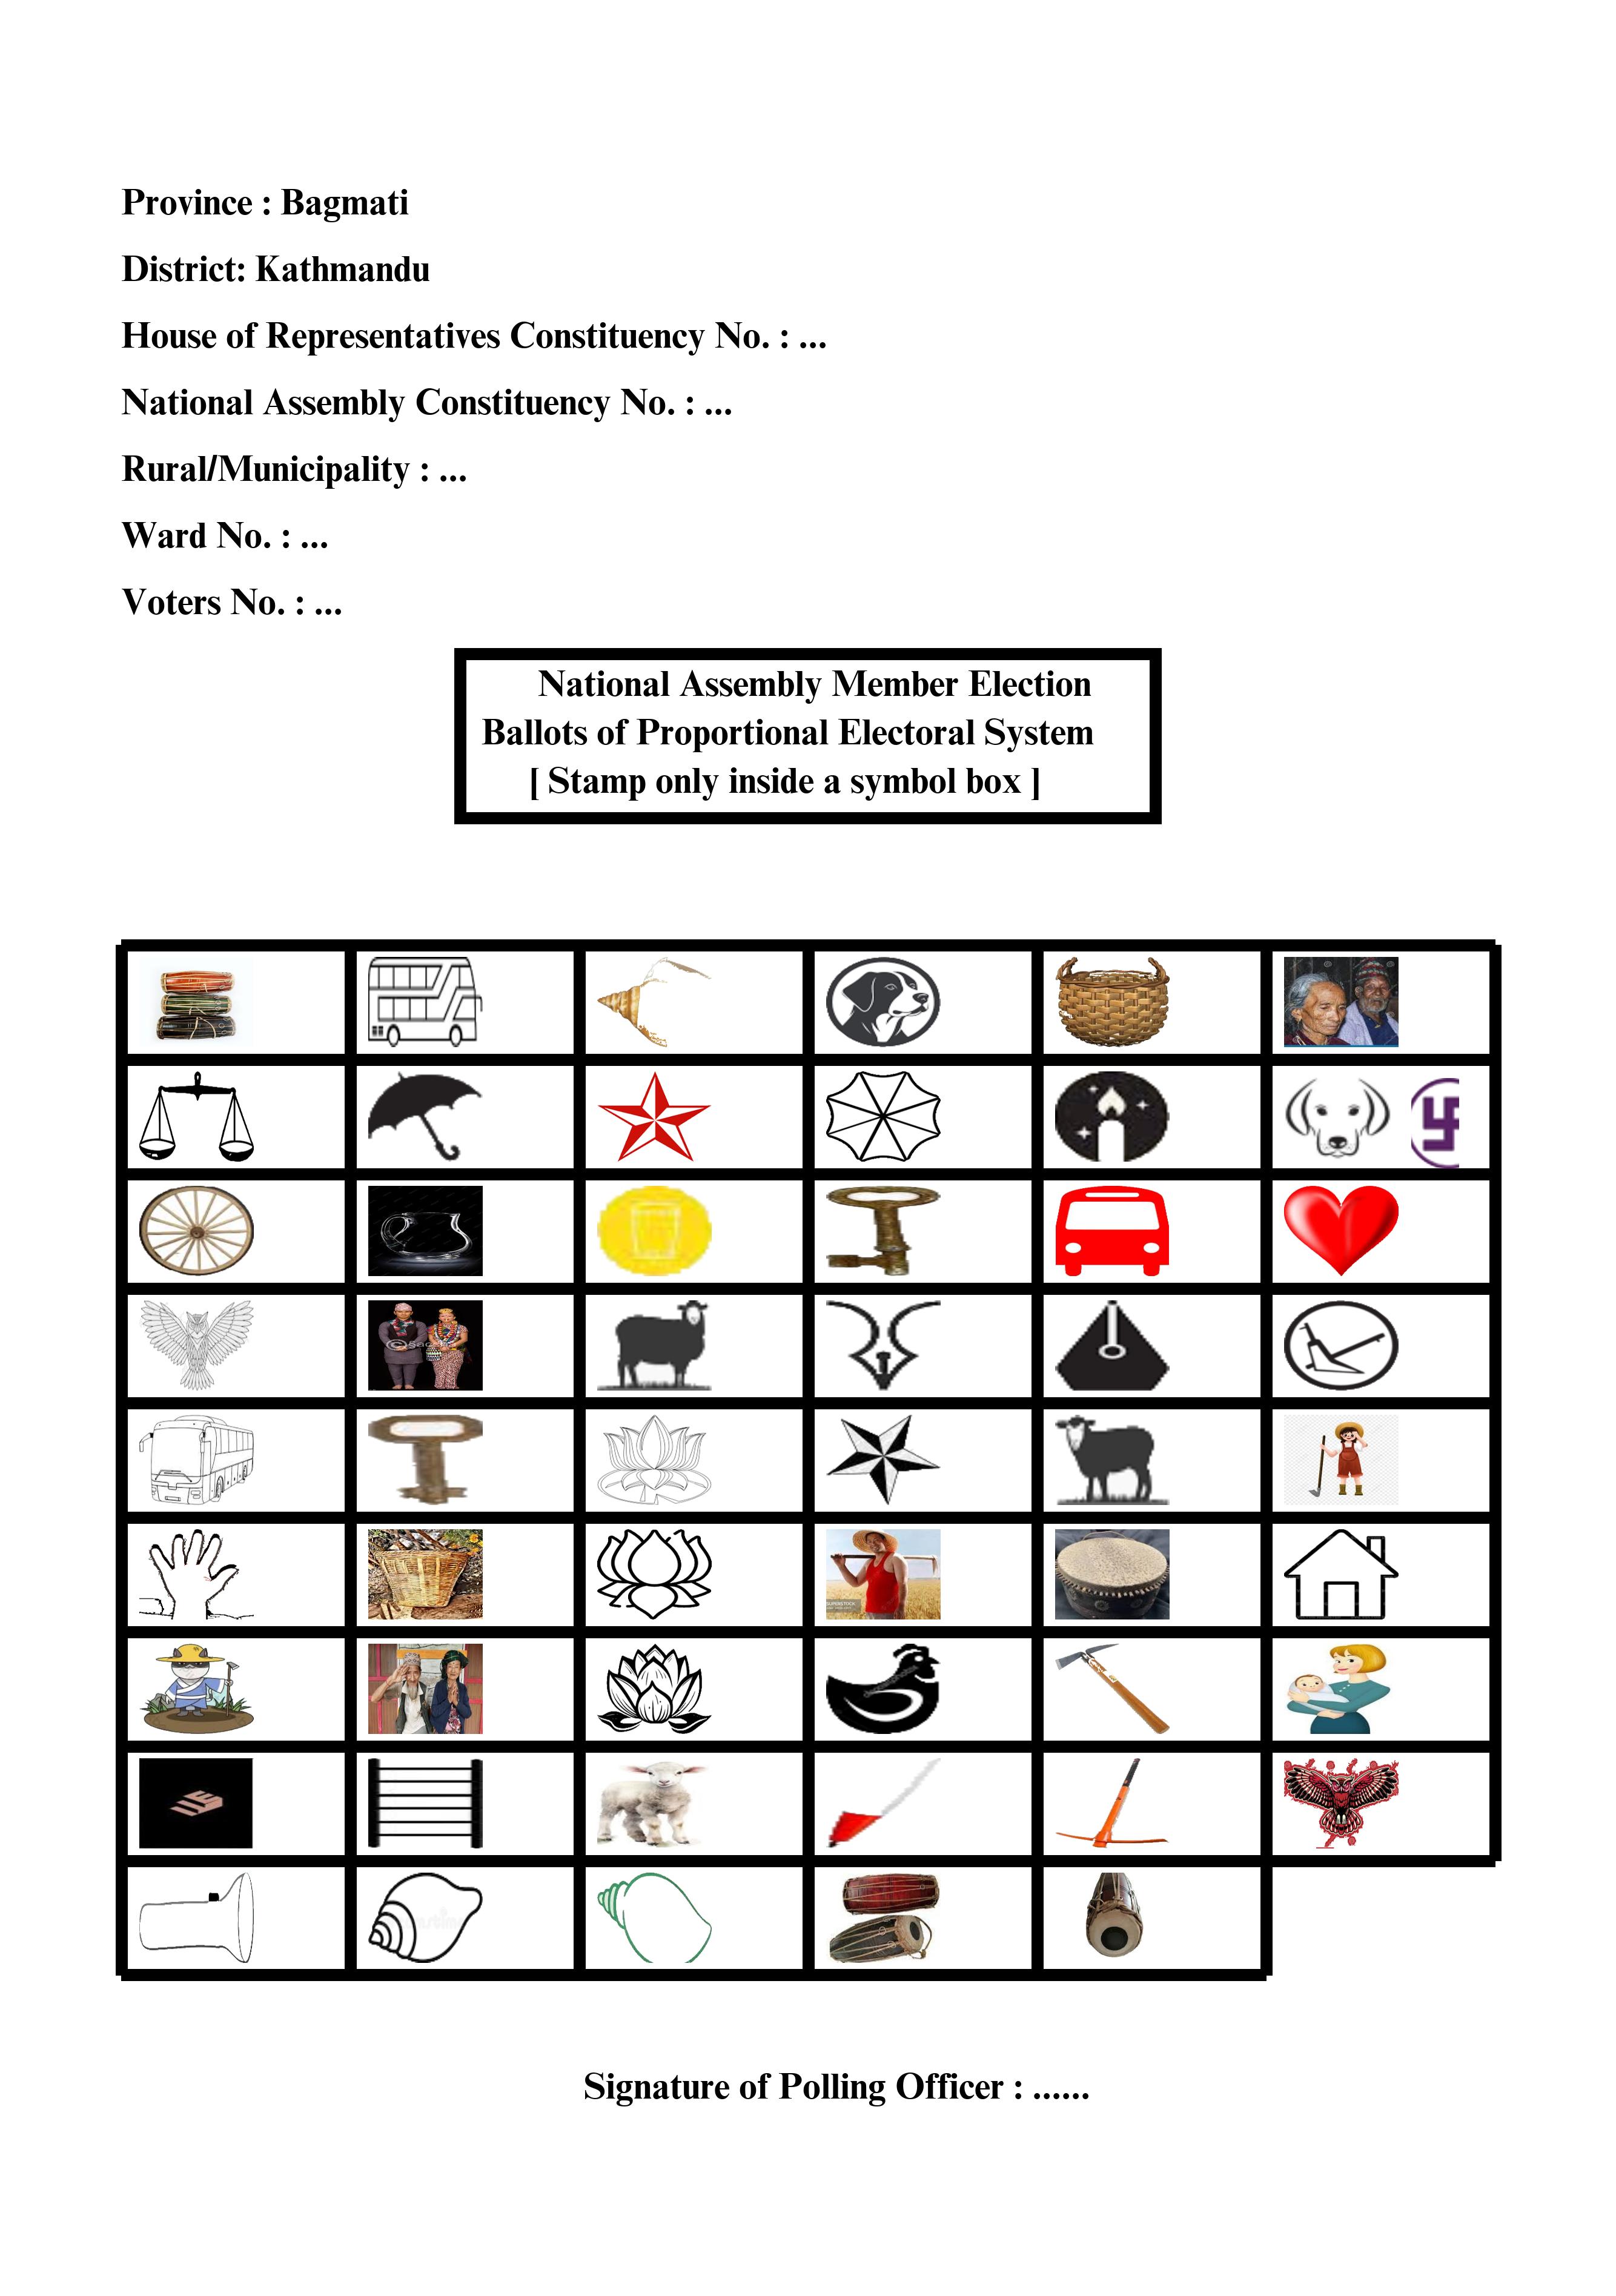 Province : Bagmati
District: Kathmandu
House of Representatives Constituency No. : ...
National Assembly Constituency No. : ...
Rural/Municipality : ...
Ward No. : ...
Voters No. : ...
National Assembly Member Election
Ballots of Proportional Electoral System
[ Stamp only inside a symbol box ]
Signature of Polling Officer : ......